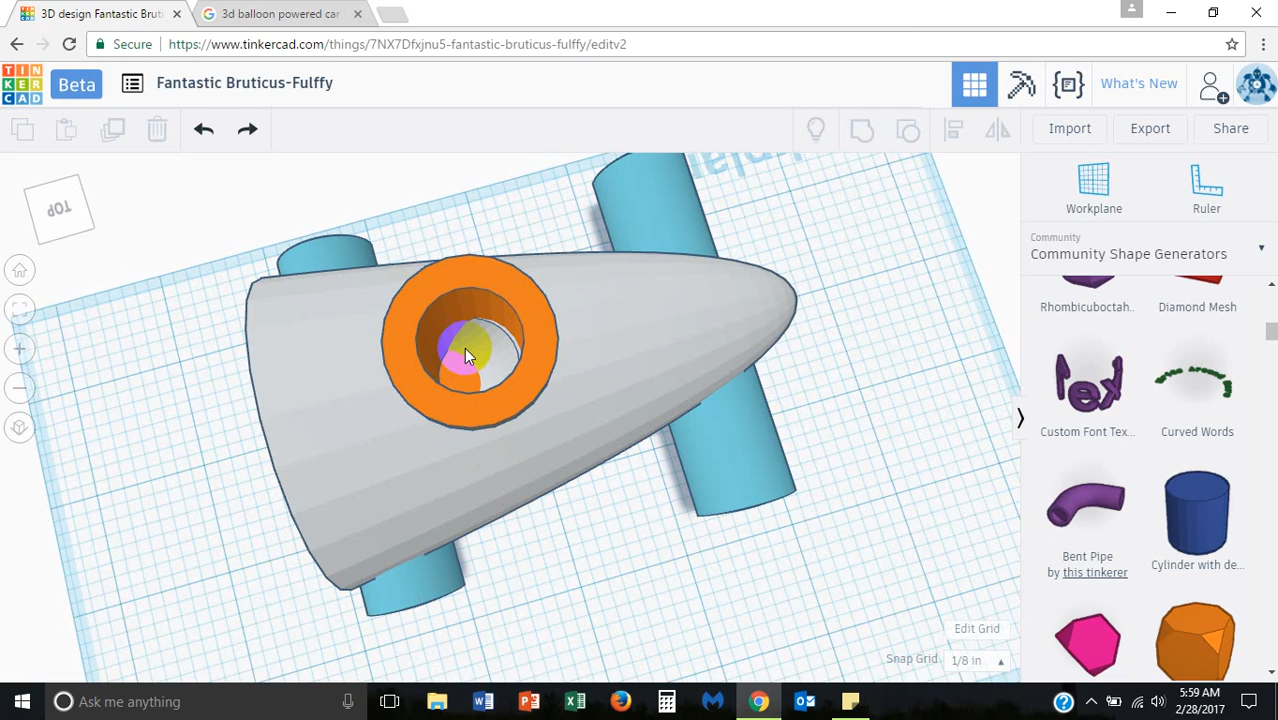 3D design Fantastic Bruti
3d balloon powered car
Secure
https://www.tinkercad.com/things/7NX7Dfxjnu5-fantastic-bruticus-fulffy/editv2
TIN
KER
CAD
Beta
Fantastic Bruticus-Fulffy
What's New
Import
Export
Share
TOP
Workplane
Ruler
Community
Community Shape Generators
Rhombicuboctah..
Diamond Mesh
Custom Font Tex...
Curved Words
Bent Pipe
by this tinkerer
Cylinder with de...
Edit Grid
Snap Grid
1/8 in
Ask me anything
5:59 AM
2/28/2017